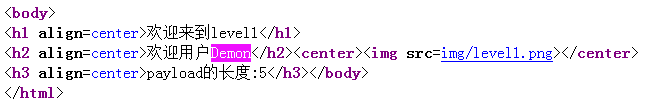 <body>
<h1 align=center>欢迎来到level1</h1>
<h2 align=center>欢迎用户Demon</h2><center><img src=img/level1.png></center>
<h3 align=center>payload的长度:5</h3></body>
</html>